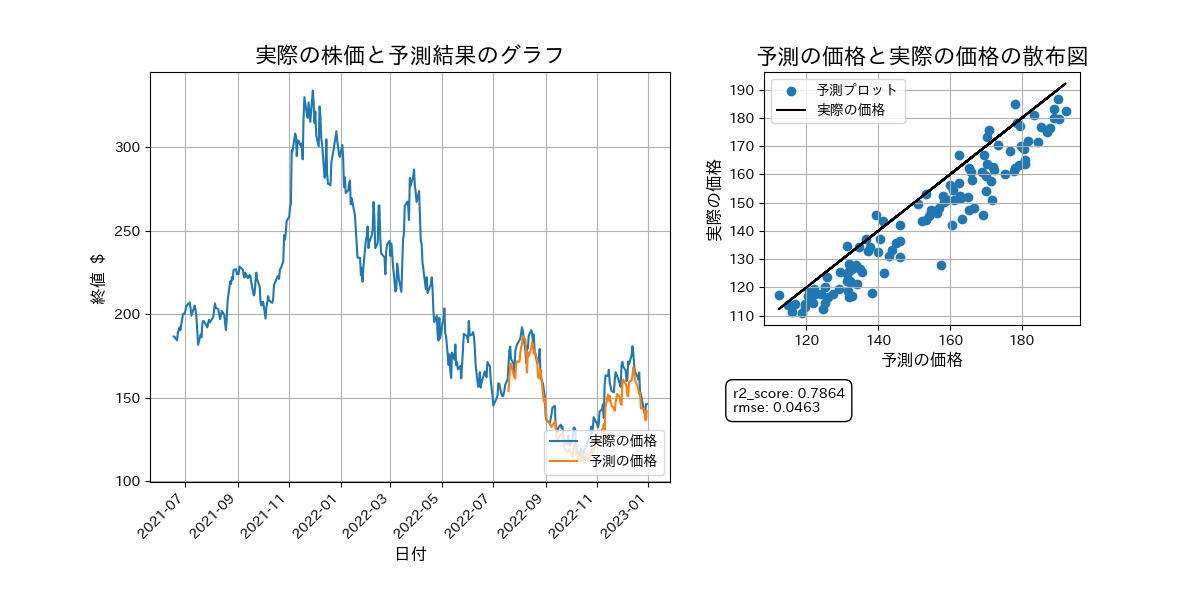 実際の株価と予測結果のグラフ
終値 $
300
250
200
150
100
2021-07
2021-09
2021-11
2022-01
2022-03
2022-05
2022-07
2022-09
2022-11
2023-01
日付
実際の価格
予測の価格
予測の価格と実際の価格の散布図
実際の価格
190
180
170
160
150
140
130
120
110
120
140
160
180
予測の価格
予測プロット
実際の価格
r2_score: 0.7864
rmse: 0.0463